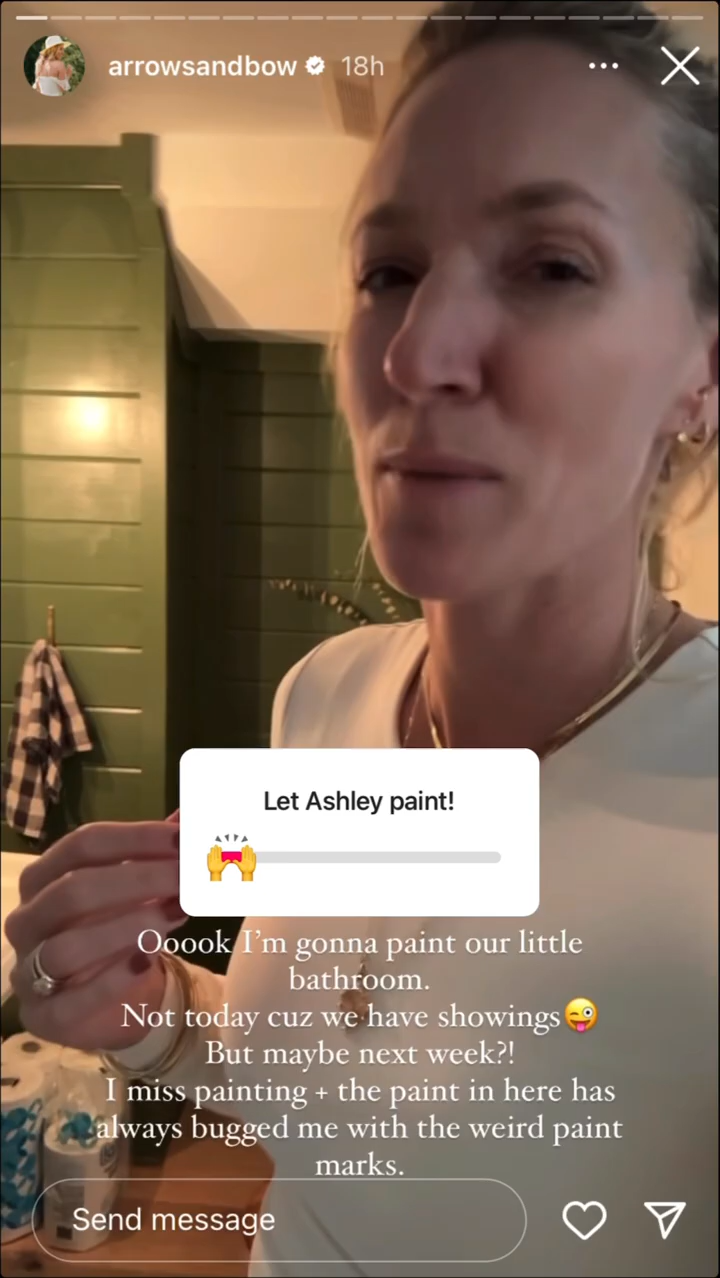 arrowsandbow 18h
Let Ashley paint!
Ooook I’m gonna paint our little
bathroom.
Not today cuz we have showings😜
But maybe next week?!
I miss painting + the paint in here has
always bugged me with the weird paint
marks.
Send message